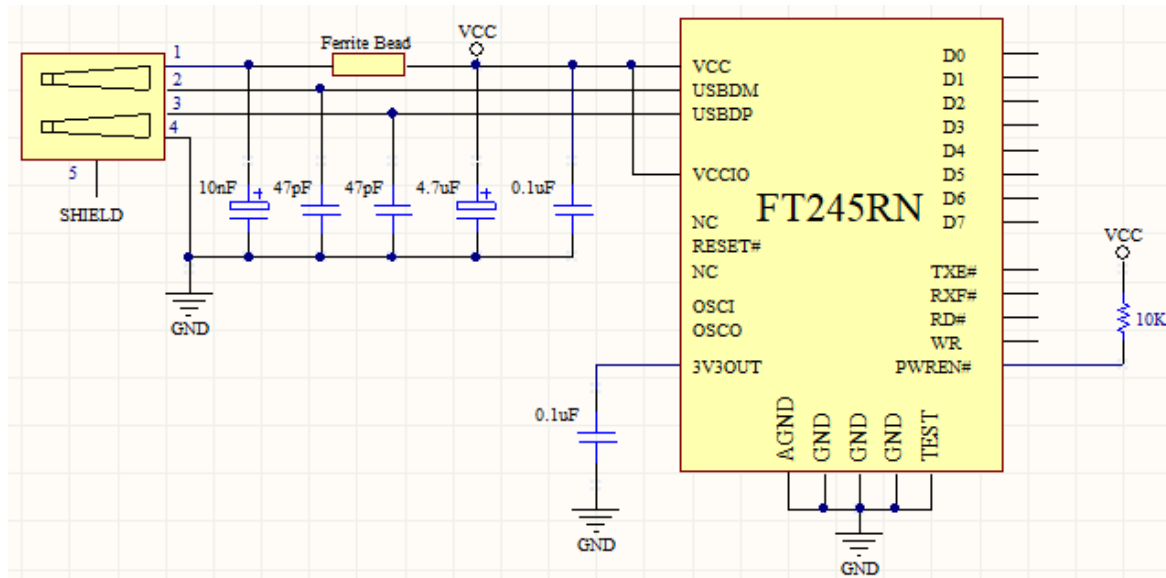 1
2
3
4
5
SHIELD
Ferrite Bead
VCC
10nF
+
47pF
47pF
4.7uF
+
0.1uF
GND
VCC
USBDM
USBDP
VCCIO
NC
RESET#
NC
OSCI
OSCO
3V3OUT
FT245RN
D0
D1
D2
D3
D4
D5
D6
D7
TXE#
RXF#
RD#
WR
PWREN#
AGND
GND
GND
GND
TEST
VCC
10K
0.1uF
GND
GND